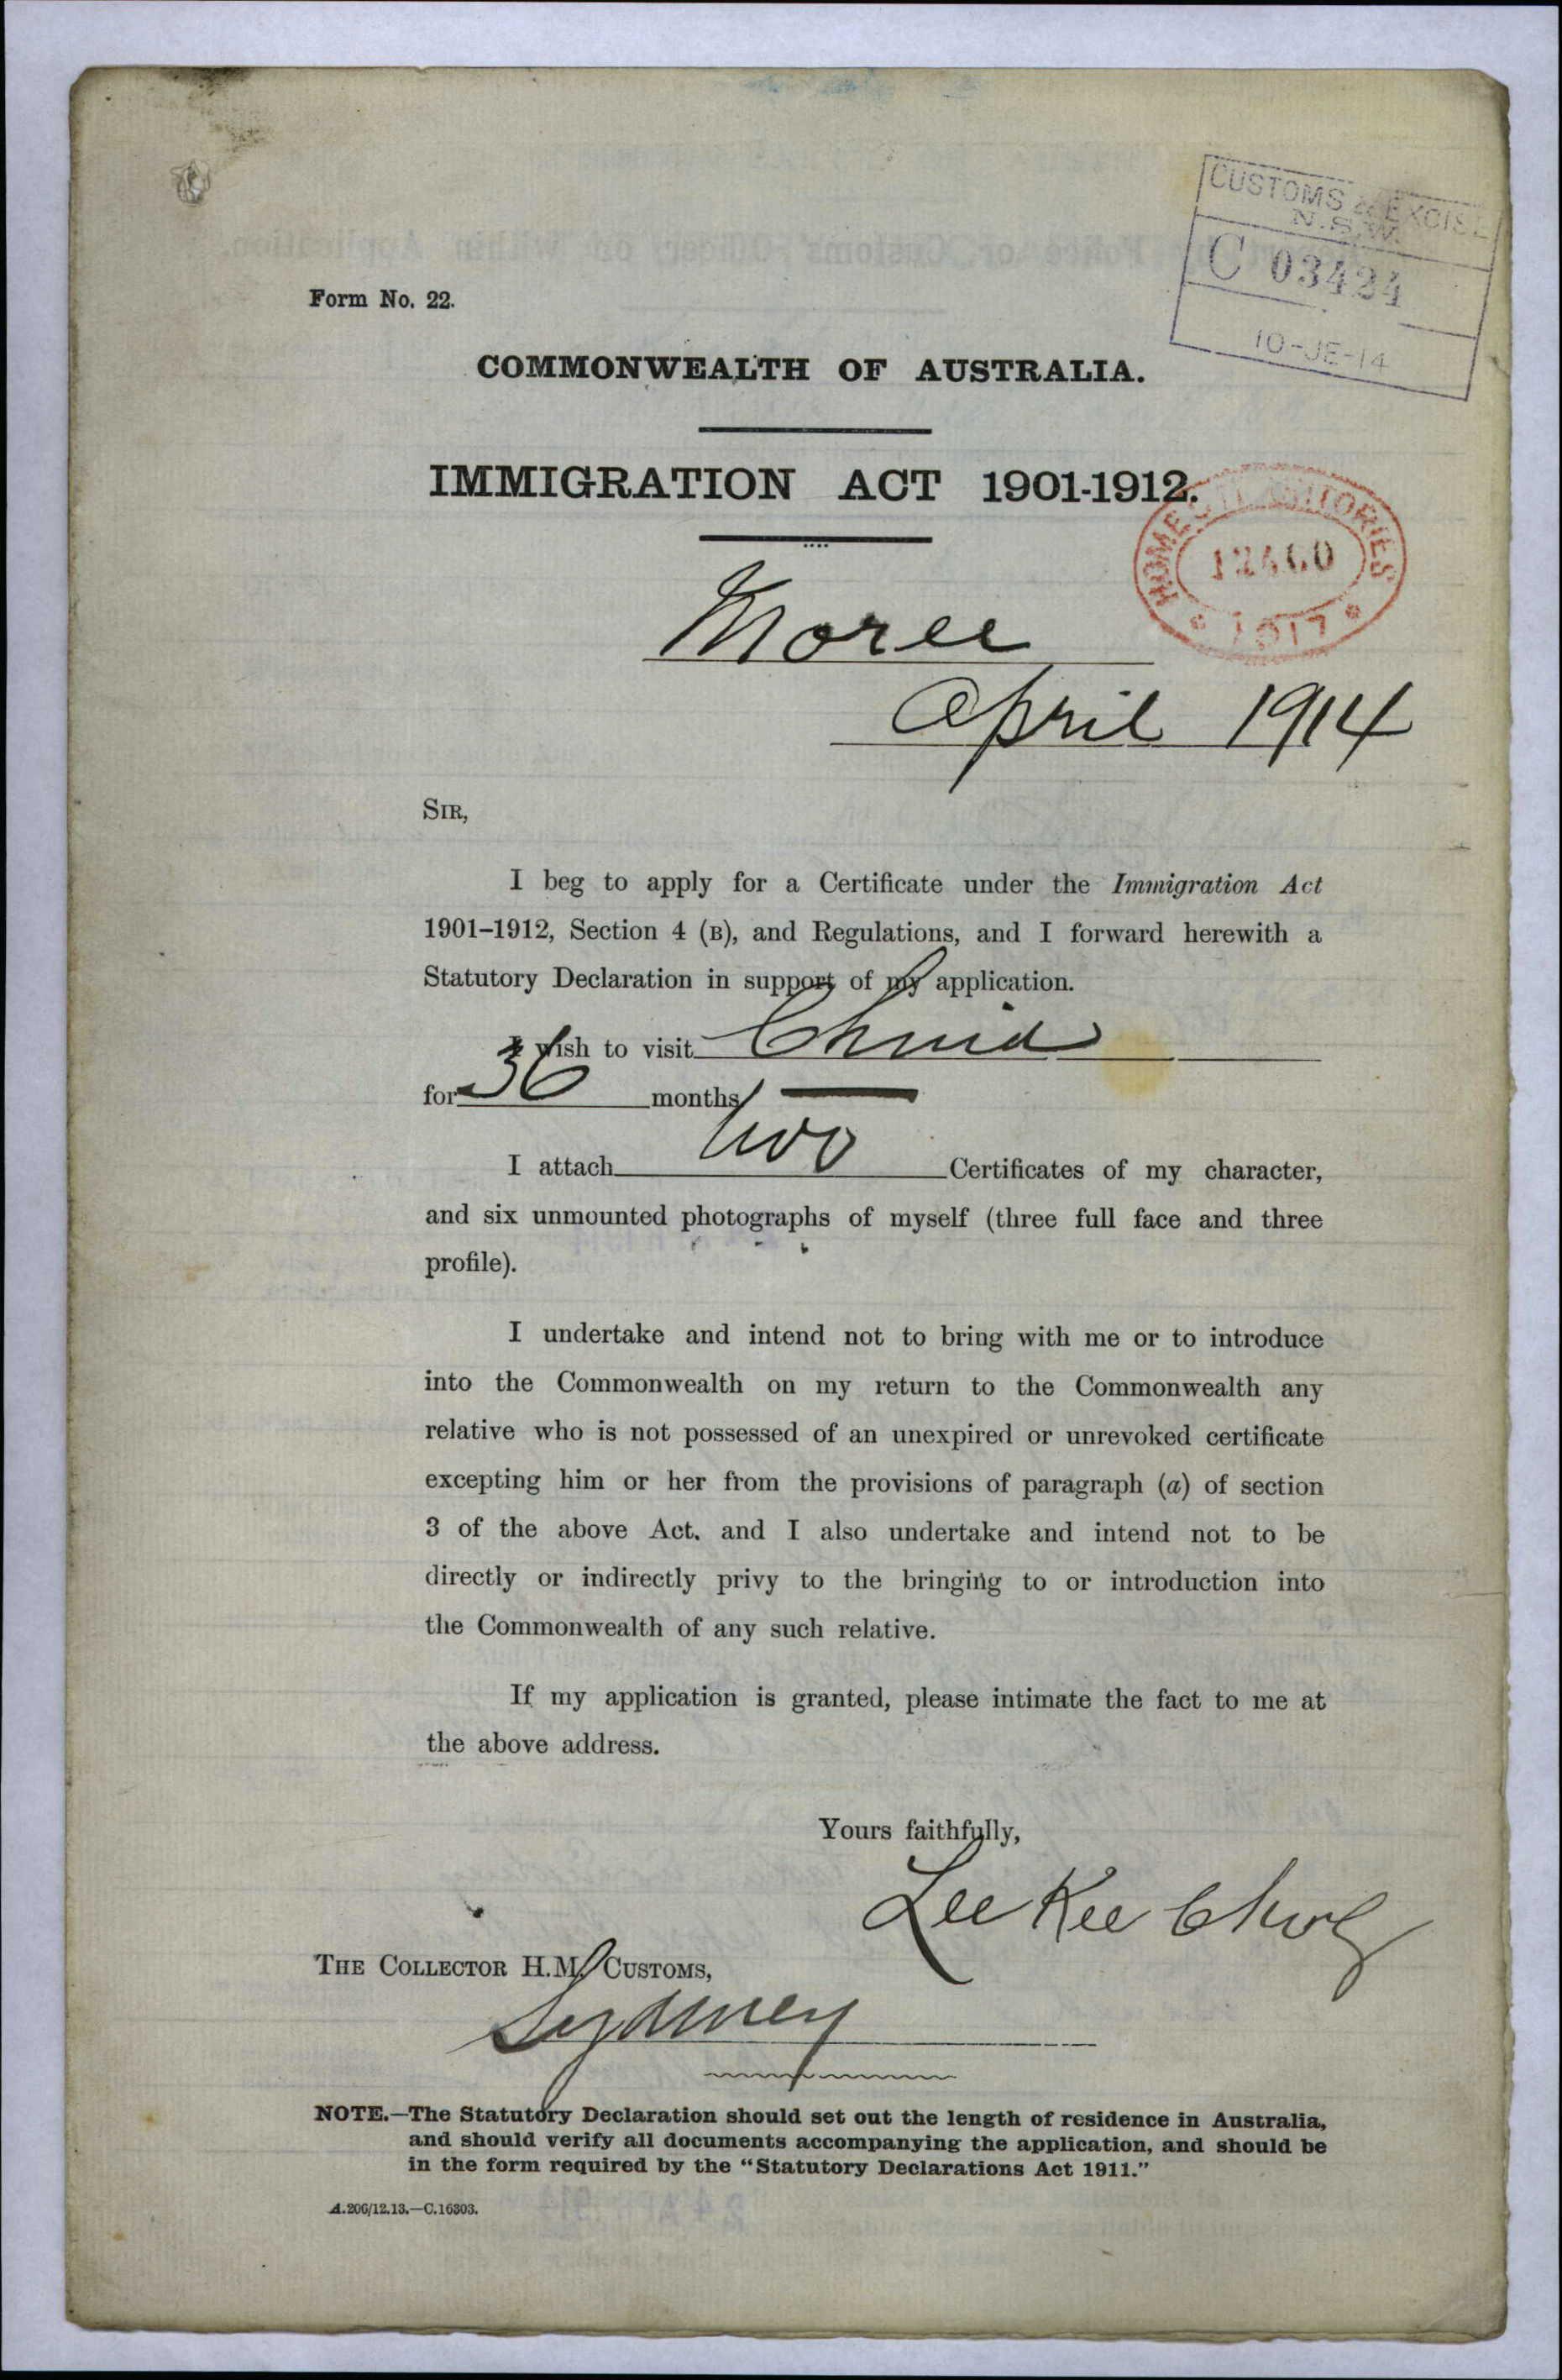 CUSTOMS & EXCISE
N.S.W.
C 03424
10-JE-14
Form No. 22.
COMMONWEALTH OF AUSTRALIA.
IMMIGRATION ACT 1901-1912.
HOME & TERRITORIES
1917
Moree
April 1914
SIR,
I beg to apply for a Certificate under the Immigration Act
1901-1912, Section 4 (B), and Regulations, and I forward herewith a
Statutory Declaration in support of my application.
I wish to visit China
for 36 months
I attach two Certificates of my character,
and six unmounted photographs of myself (three full face and three
profile).
I undertake and intend not to bring with me or to introduce
into the Commonwealth on my return to the Commonwealth any
relative who is not possessed of an unexpired or unrevoked certificate
excepting him or her from the provisions of paragraph (a) of section
3 of the above Act, and I also undertake and intend not to be
directly or indirectly privy to the bringing to or introduction into
the Commonwealth of any such relative.
If my application is granted, please intimate the fact to me at
the above address.
Yours faithfully,
Lee Kee Chong
THE COLLECTOR H.M. CUSTOMS,
Sydney
NOTE.—The Statutory Declaration should set out the length of residence in Australia,
and should verify all documents accompanying the application, and should be
in the form required by the "Statutory Declarations Act 1911."
A.206/12.13.—C.16303.